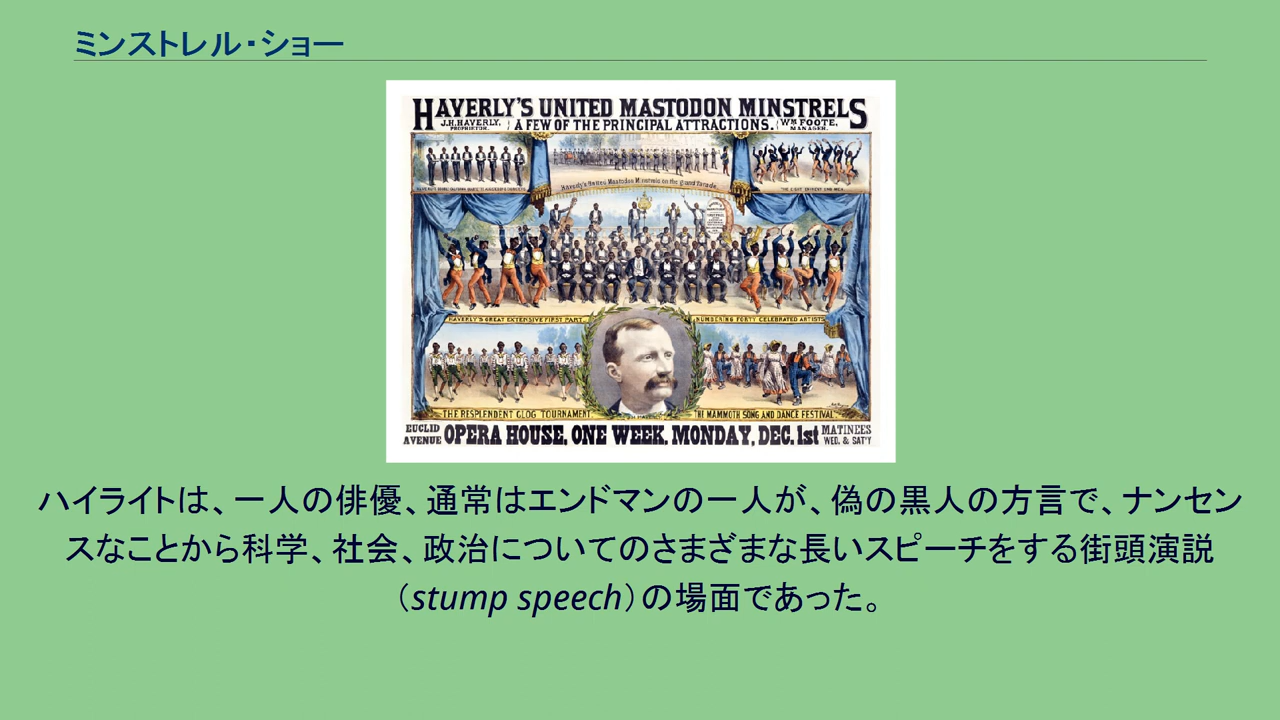 ミンストレル・ショー
HAVERLY'S UNITED MASTODON MINSTRELS
J.H.HAVERLY, PROPRIETOR.
A FEW OF THE PRINCIPAL ATTRACTIONS.
WM FOOTE, MANAGER.
Haverly's United Mastodon Minstrels on the grand parade.
HAVERLY'S GREAT EXTENSIVE FIRST PART.
NUMBERING FORTY CELEBRATED ARTISTS
THE RESPLENDENT CLOG TOURNAMENT.
THE MAMMOTH SONG AND DANCE FESTIVAL.
EUCLID AVENUE OPERA HOUSE, ONE WEEK, MONDAY, DEC. 1st MATINEES WED. & SAT'Y
ハイライトは、一人の俳優、通常はエンドマンの一人が、偽の黒人の方言で、ナンセン
スなことから科学、社会、政治についてのさまざまな長いスピーチをする街頭演説
（stump speech）の場面であった。